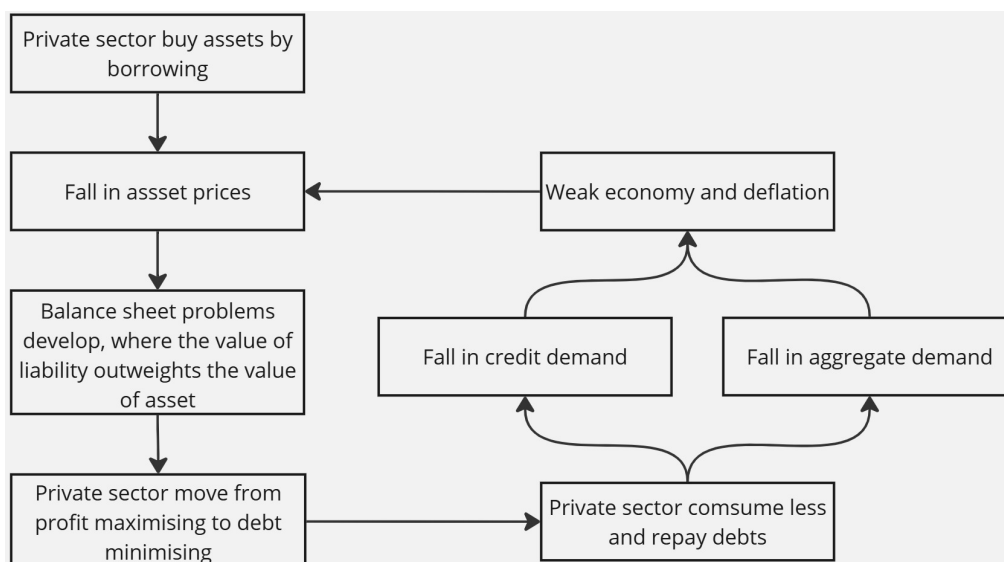 Private sector buy assets by
borrowing
Fall in assset prices
Weak economy and deflation
Balance sheet problems
develop, where the value of
liability outweights the value
of asset
Fall in credit demand
Fall in aggregate demand
Private sector move from
profit maximising to debt
minimising
Private sector comsume less
and repay debts